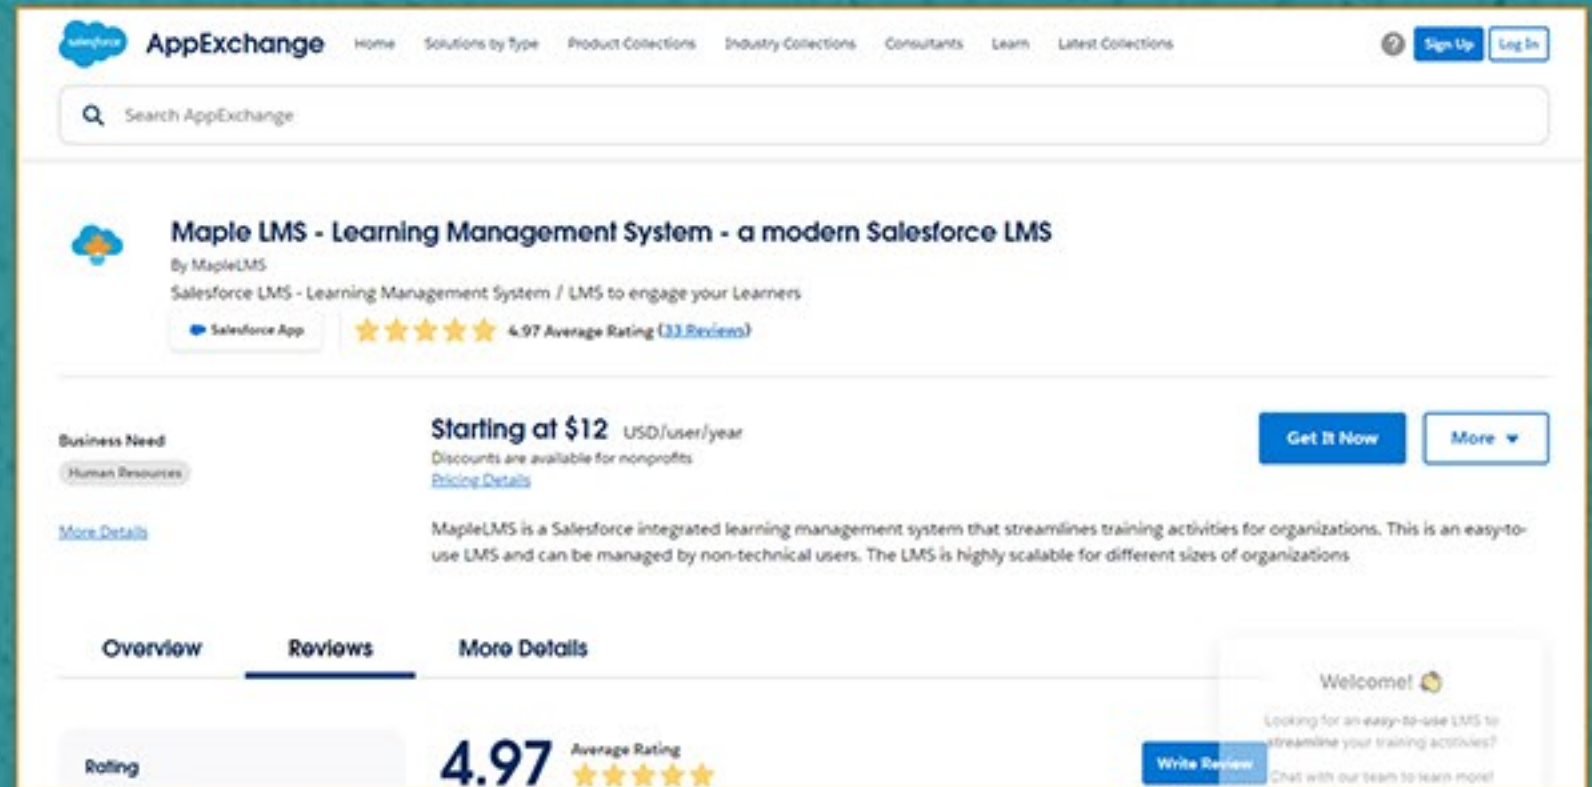 salesforce AppExchange Home Solutions by Type Product Collections Industry Collections Consultants Learn Latest Collections ? Sign Up Log In
Search AppExchange
Maple LMS - Learning Management System - a modern Salesforce LMS
By MapleLMS
Salesforce LMS - Learning Management System / LMS to engage your Learners
Salesforce App 4.97 Average Rating (33 Reviews)
Business Need
Human Resources
More Details
Starting at $12 USD/user/year
Discounts are available for nonprofits
Pricing Details
Get It Now More
MapleLMS is a Salesforce integrated learning management system that streamlines training activities for organizations. This is an easy-to-
use LMS and can be managed by non-technical users. The LMS is highly scalable for different sizes of organizations
Overview Reviews More Details
Rating
4.97 Average Rating
Write Review
Welcome!
Looking for an easy-to-use LMS to
streamline your training activities?
Chat with our team to learn more!